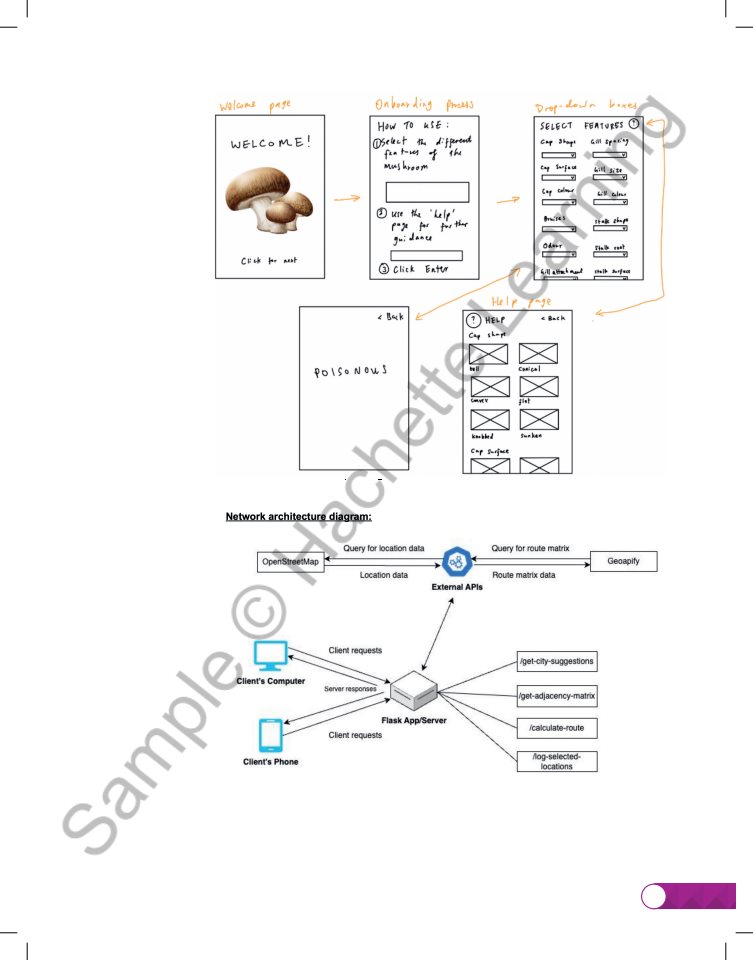 Welcome page
Onboarding process
Drop-down boxes
WELCOME!
Click for next
HOW TO USE:
① Select the different
features of the
mushroom
② Use the 'help'
page for further
guidance
③ Click Enter
SELECT FEATURES ?
Cap Shape Gill Spacing
Cap Surface Gill Size
Cap colour Gill Colour
Bruises Stalk Shape
Odour Stalk root
Gill attachment Stalk Surface
Help page
< Back
POISONOUS
? HELP < Back
Cap shape
bell Conical
Convex flat
knobbed Sunken
Cap Surface
Network architecture diagram:
OpenStreetMap
Query for location data
Location data
External APIs
Query for route matrix
Route matrix data
Geoapify
Client's Computer
Client requests
Server responses
Client requests
Client's Phone
Flask App/Server
/get-city-suggestions
/get-adjacency-matrix
/calculate-route
/log-selected-
locations
Sample © Hachette Learning